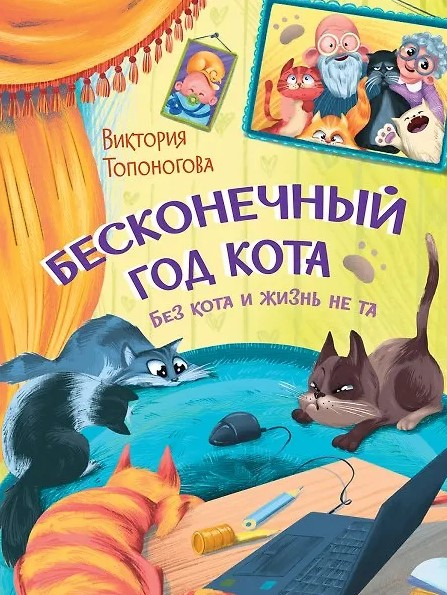 Виктория
Топоногова
БЕСКОНЕЧНЫЙ
ГОД КОТА
БЕЗ КОТА И ЖИЗНЬ НЕ ТА